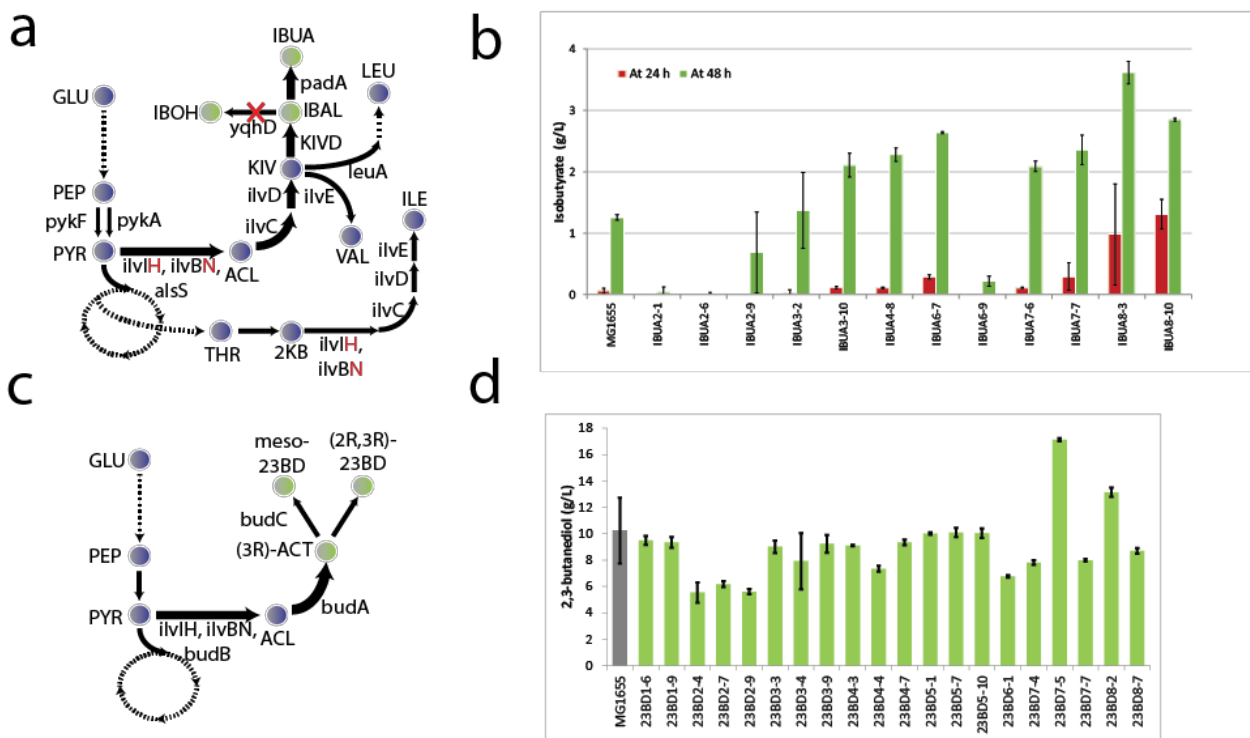 a
IBUA
padA
LEU
GLU
IBOH
IBAL
yqhD
KIVD
KIV
leuA
PEP
ilvD
ilvE
ILE
pykF
pykA
ilvC
PYR
ilvE
VAL
ilvIH, ilvBN,
ACL
alsS
ilvD
ilvC
THR
2KB
ilvIH,
ilvBN
b
4
3
2
1
0
Isobutyrate (g/L)
At 24 h
At 48 h
MG1655
IBUA2-1
IBUA2-6
IBUA2-9
IBUA3-2
IBUA3-10
IBUA4-8
IBUA6-7
IBUA6-9
IBUA7-6
IBUA7-7
IBUA8-3
IBUA8-10
c
meso-
23BD
(2R,3R)-
23BD
GLU
budC
(3R)-ACT
PEP
budA
PYR
ilvIH, ilvBN,
ACL
budB
d
18
16
14
12
10
8
6
4
2
0
2,3-butanediol (g/L)
MG1655
23BD1-6
23BD1-9
23BD2-4
23BD2-7
23BD2-9
23BD3-3
23BD3-4
23BD3-9
23BD4-3
23BD4-4
23BD4-7
23BD5-1
23BD5-7
23BD5-10
23BD6-1
23BD7-4
23BD7-5
23BD7-7
23BD8-2
23BD8-7